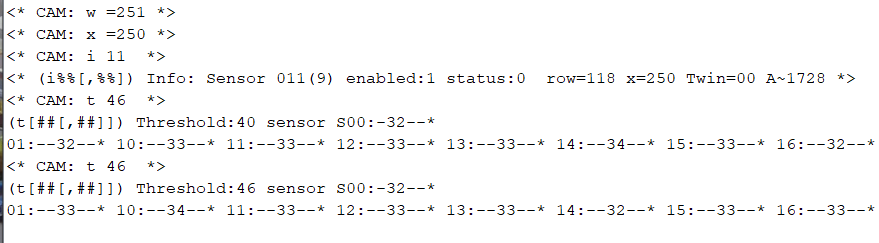 <* CAM: w =251 *>
<* CAM: x =250 *>
<* CAM: i 11  *>
<* (i%%[,%%]) Info: Sensor 011(9) enabled:1 status:0  row=118 x=250 Twin=00 A~1728 *>
<* CAM: t 46  *>
(t[##[,##]]) Threshold:40 sensor S00:-32--*
01:--32--* 10:--33--* 11:--33--* 12:--33--* 13:--33--* 14:--34--* 15:--33--* 16:--32--*
<* CAM: t 46  *>
(t[##[,##]]) Threshold:46 sensor S00:-32--*
01:--33--* 10:--34--* 11:--33--* 12:--33--* 13:--33--* 14:--32--* 15:--33--* 16:--33--*